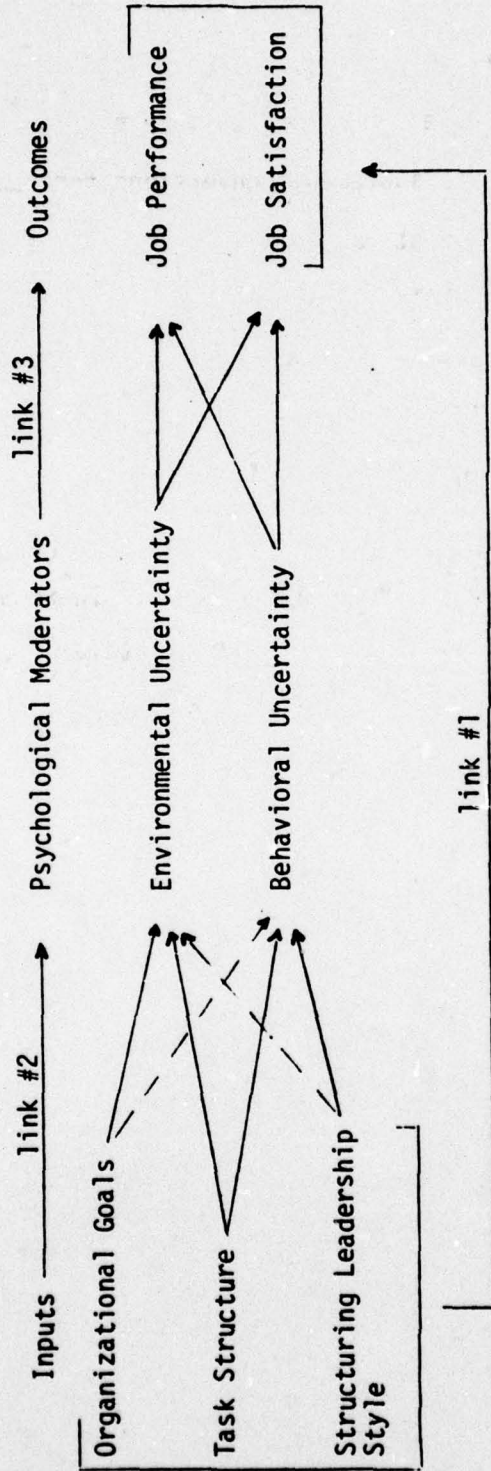 Inputs
link #2
Psychological Moderators
link #3
Outcomes
Organizational Goals
Environmental Uncertainty
Job Performance
Task Structure
Behavioral Uncertainty
Job Satisfaction
Structuring Leadership
Style
link #1